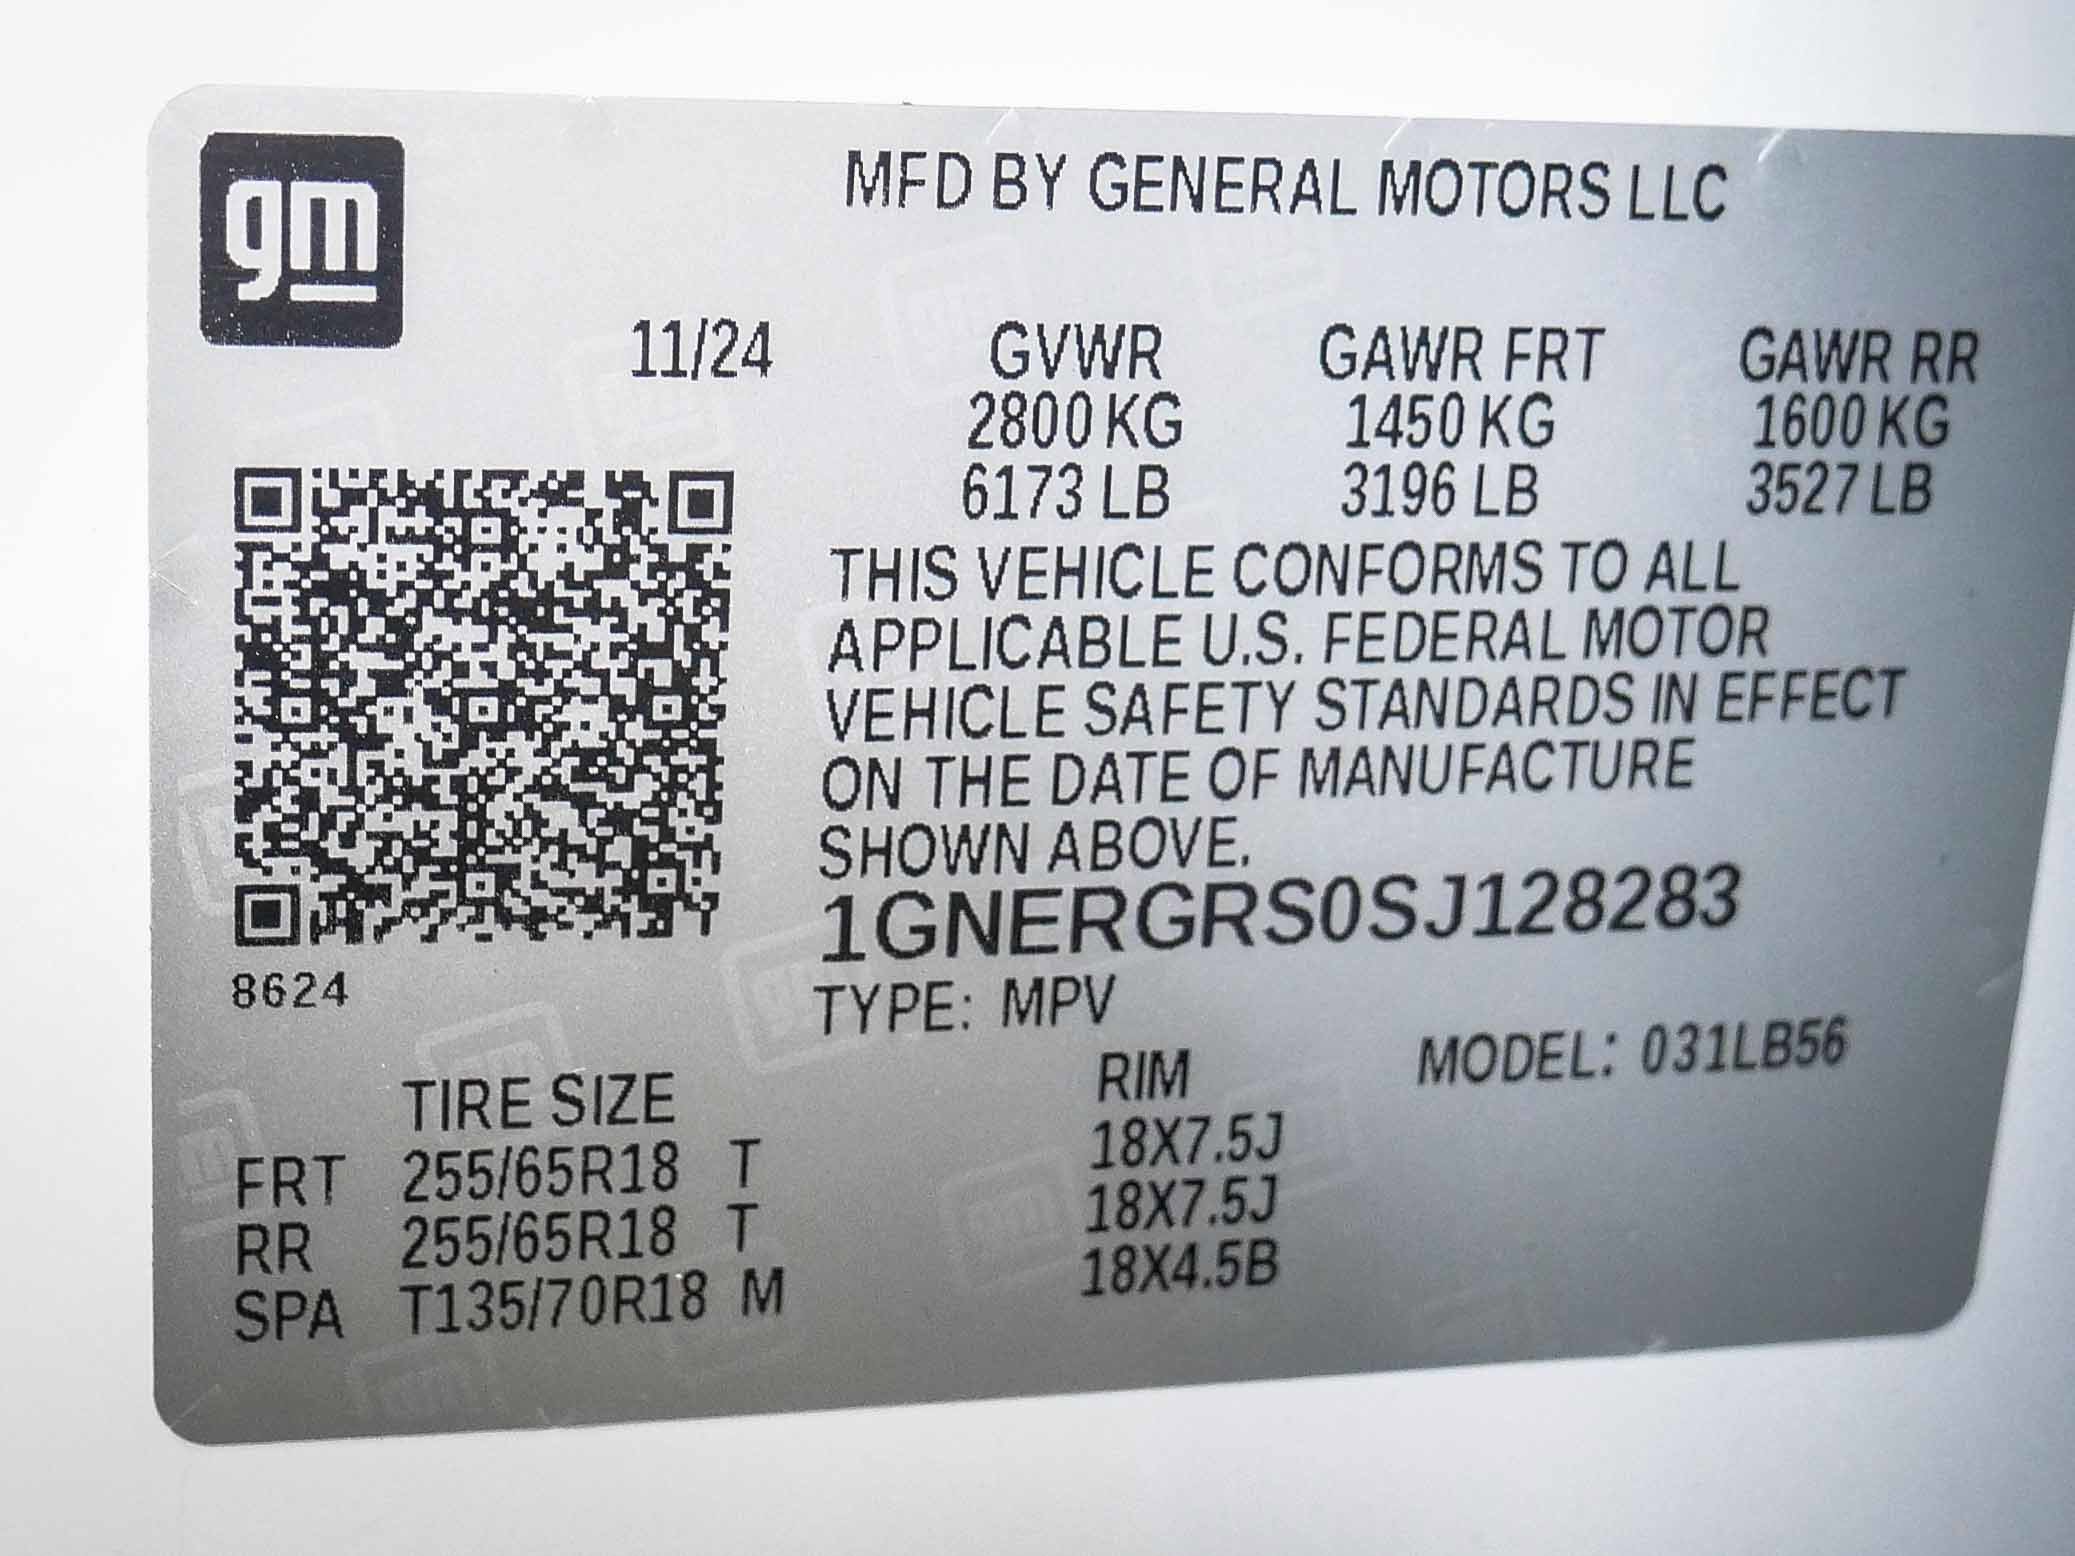 gm
MFD BY GENERAL MOTORS LLC
11/24 GVWR GAWR FRT GAWR RR
2800 KG 1450 KG 1600 KG
6173 LB 3196 LB 3527 LB
THIS VEHICLE CONFORMS TO ALL
APPLICABLE U.S. FEDERAL MOTOR
VEHICLE SAFETY STANDARDS IN EFFECT
ON THE DATE OF MANUFACTURE
SHOWN ABOVE.
1GNERGRS0SJ128283
8624
TYPE: MPV
MODEL: 031LB56
TIRE SIZE RIM
FRT 255/65R18 T 18X7.5J
RR 255/65R18 T 18X7.5J
SPA T135/70R18 M 18X4.5B